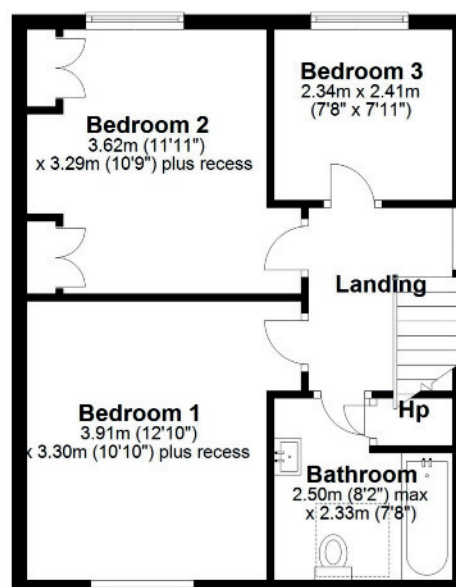 Bedroom 2
3.62m (11'11")
x 3.29m (10'9") plus recess
Bedroom 3
2.34m x 2.41m
(7'8" x 7'11")
Landing
Bedroom 1
3.91m (12'10")
x 3.30m (10'10") plus recess
Hp
Bathroom
2.50m (8'2") max
x 2.33m (7'8")